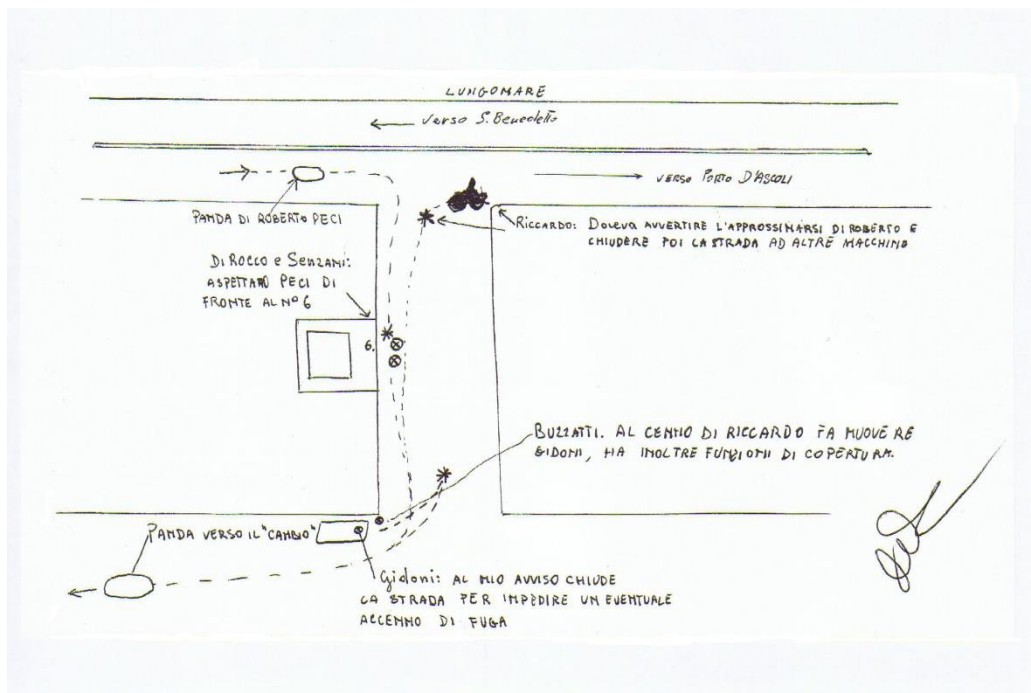 LUNGOMARE
verso S. Benedetto
VERSO PORTO D'ASCOLI
PANDA DI ROBERTO PECI
RICCARDO: DOVEVA AVVERTIRE L'APPROSSIMARSI DI ROBERTO E
CHIUDERE POI LA STRADA AD ALTRE MACCHINE
DI ROCCO e SENZANI:
ASPETTANO PECI DI
FRONTE AL Nº 6
6.
BUZZATTI. AL CENNO DI RICCARDO FA MUOVERE
GIDONI, HA INOLTRE FUNZIONI DI COPERTURA.
PANDA VERSO IL "CAMBIO"
Gidoni: AL MIO AVVISO CHIUDE
LA STRADA PER IMPEDIRE UN EVENTUALE
ACCENNO DI FUGA